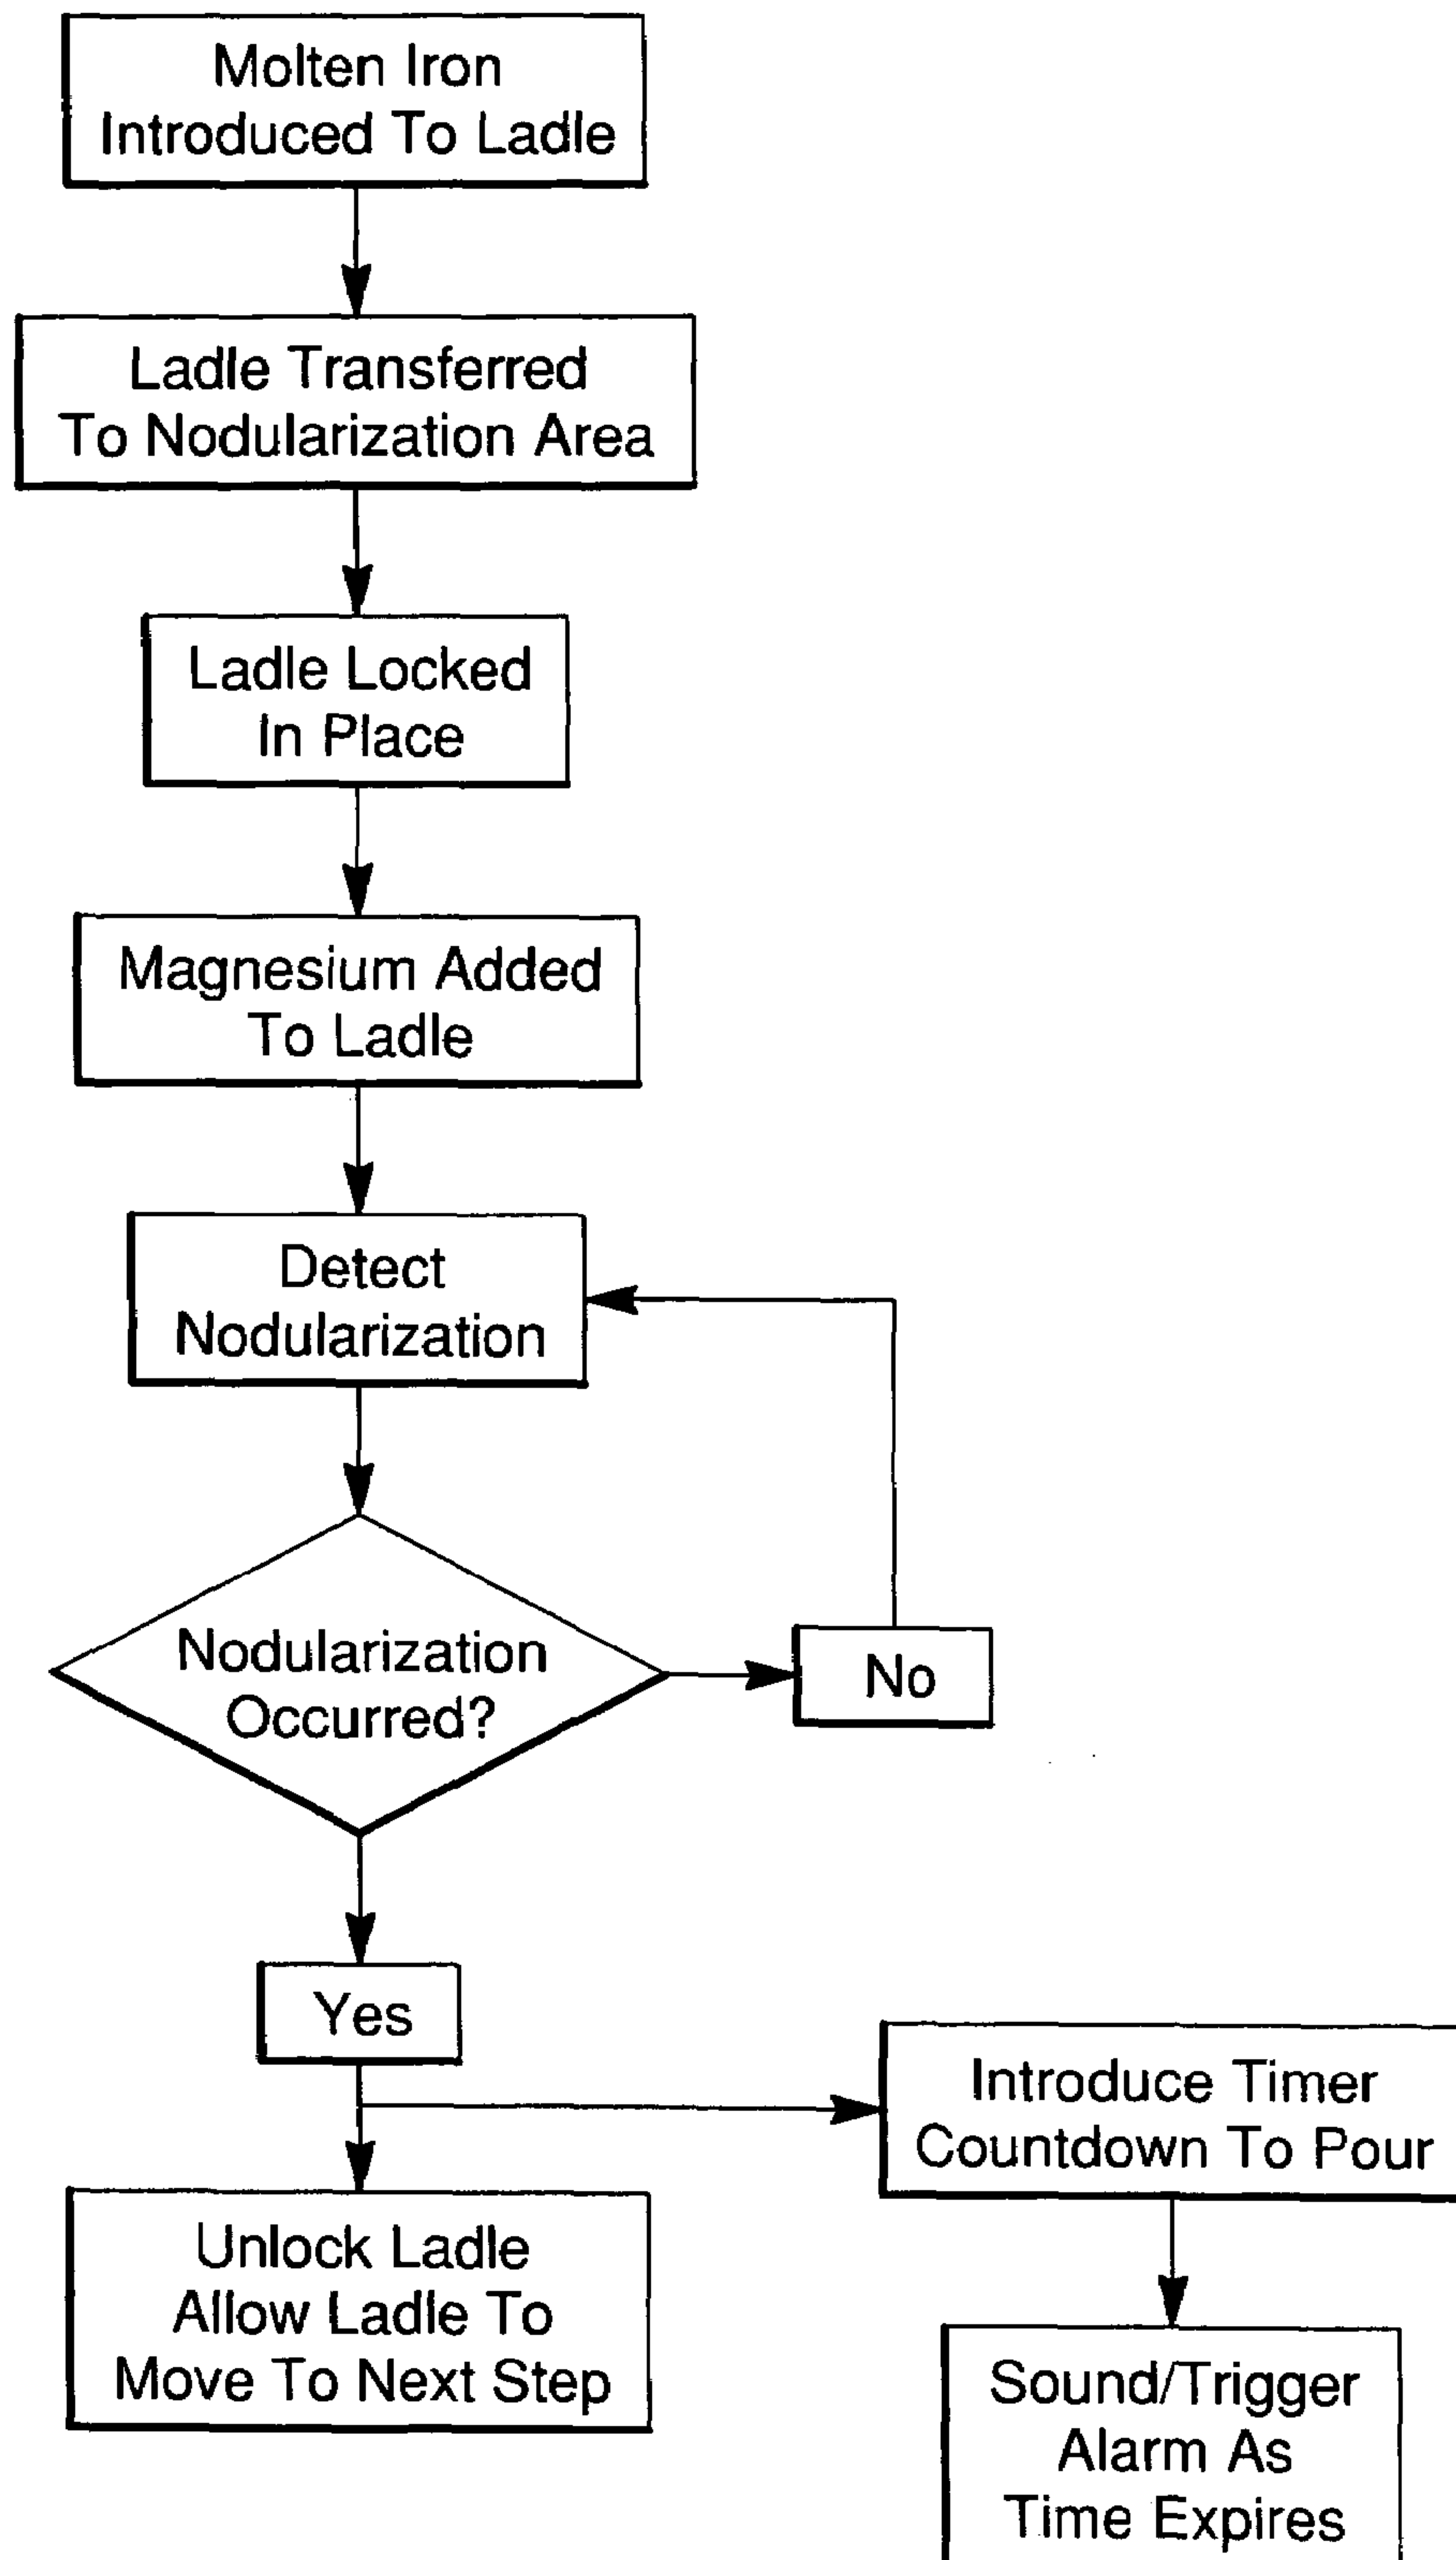 Molten Iron
Introduced To Ladle
Ladle Transferred
To Nodularization Area
Ladle Locked
In Place
Magnesium Added
To Ladle
Detect
Nodularization
Nodularization
Occurred?
No
Yes
Introduce Timer
Countdown To Pour
Unlock Ladle
Allow Ladle To
Move To Next Step
Sound/Trigger
Alarm As
Time Expires